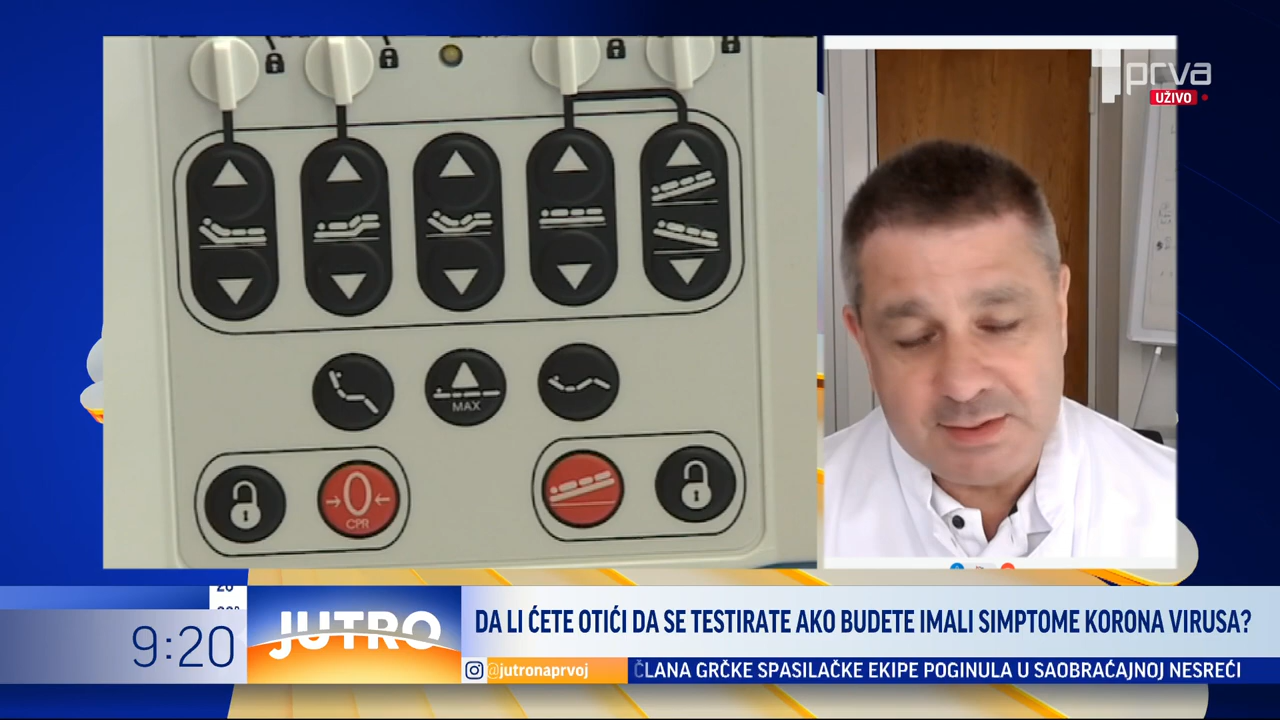 prva
UŽIVO
MAX
0
CPR
9:20
JUTRO
DA LI ĆETE OTIĆI DA SE TESTIRATE AKO BUDETE IMALI SIMPTOME KORONA VIRUSA?
@jutronaprvoj
ČLANA GRČKE SPASILAČKE EKIPE POGINULA U SAOBRAĆAJNOJ NESREĆI